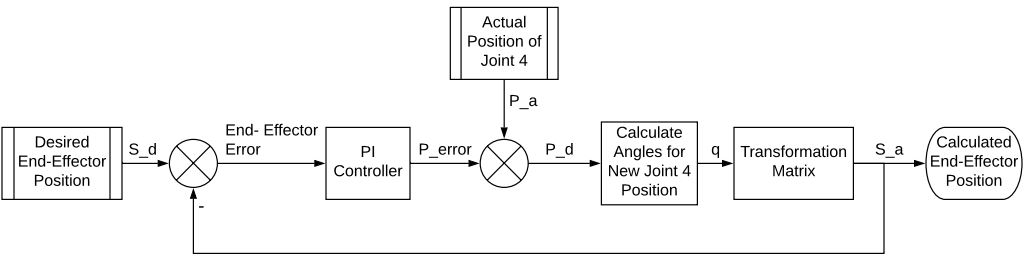 Actual
Position of
Joint 4
P_a
Desired
End-Effector
Position
S_d
End- Effector
Error
PI
Controller
P_error
P_d
Calculate
Angles for
New Joint 4
Position
q
Transformation
Matrix
S_a
Calculated
End-Effector
Position
-